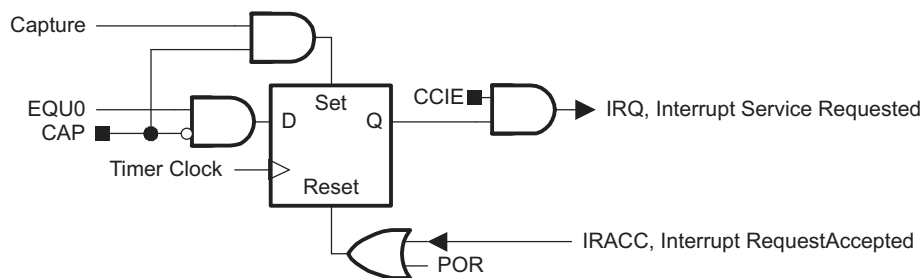 Capture
Set
CCIE
EQU0
D
Q
IRQ, Interrupt Service Requested
CAP
Timer Clock
Reset
IRACC, Interrupt RequestAccepted
POR